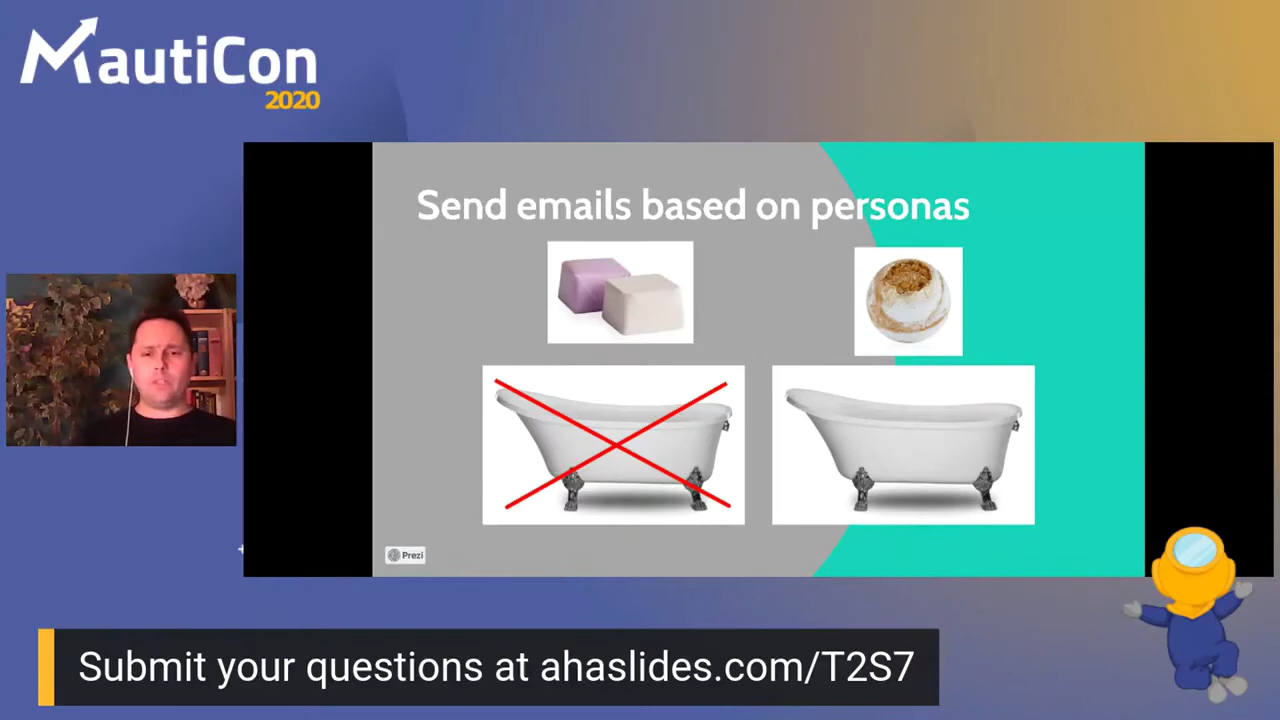 MautiCon
2020
Send emails based on personas
Prezi
Submit your questions at ahaslides.com/T2S7